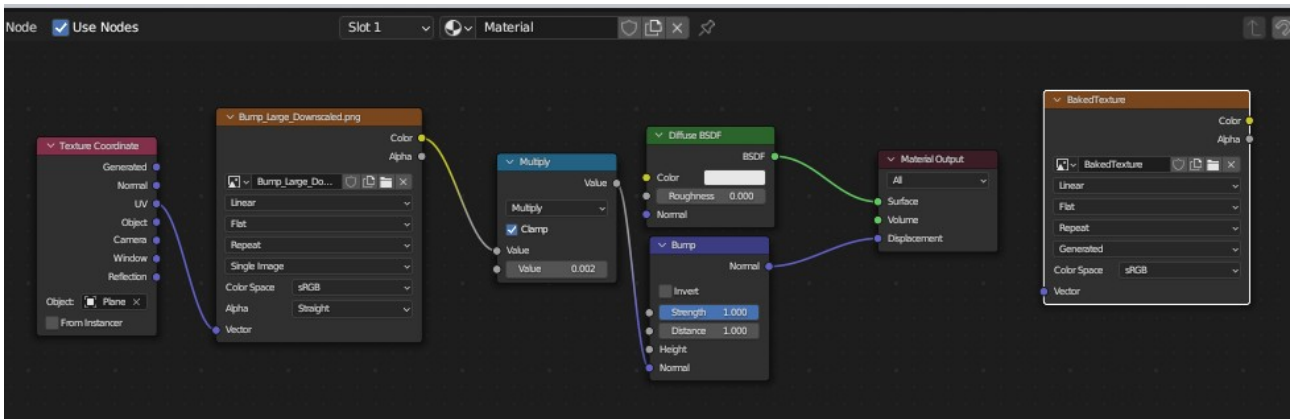 Node Use Nodes Slot 1 Material
Texture Coordinate
Generated
Normal
UV
Object
Camera
Window
Reflection
Object: Plane
From Instancer
Bump_Large_Downscaled.png
Color
Alpha
Bump_Large_Do...
Linear
Flat
Repeat
Single Image
Color Space sRGB
Alpha Straight
Vector
Multiply
Value
Multiply
Clamp
Value
Value 0.002
Diffuse BSDF
BSDF
Color
Roughness 0.000
Normal
Bump
Normal
Invert
Strength 1.000
Distance 1.000
Height
Normal
Material Output
All
Surface
Volume
Displacement
BakedTexture
Color
Alpha
BakedTexture
Linear
Flat
Repeat
Generated
Color Space sRGB
Vector